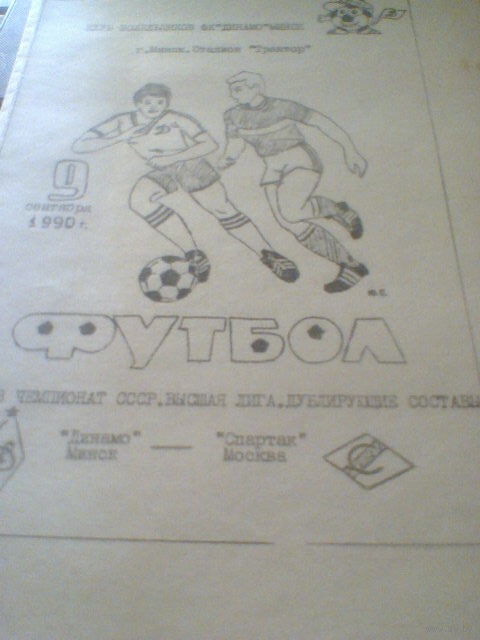 КЛУБ БОЛЕЛЬЩИКОВ ФК "ДИНАМО" МИНСК
г.Минск. Стадион "Трактор"
9
сентября
1990 г.
Ю.Е.
ФУТБОЛ
ЧЕМПИОНАТ СССР. ВЫСШАЯ ЛИГА. ДУБЛИРУЮЩИЕ СОСТАВЫ
"Динамо" — "Спартак"
Минск Москва